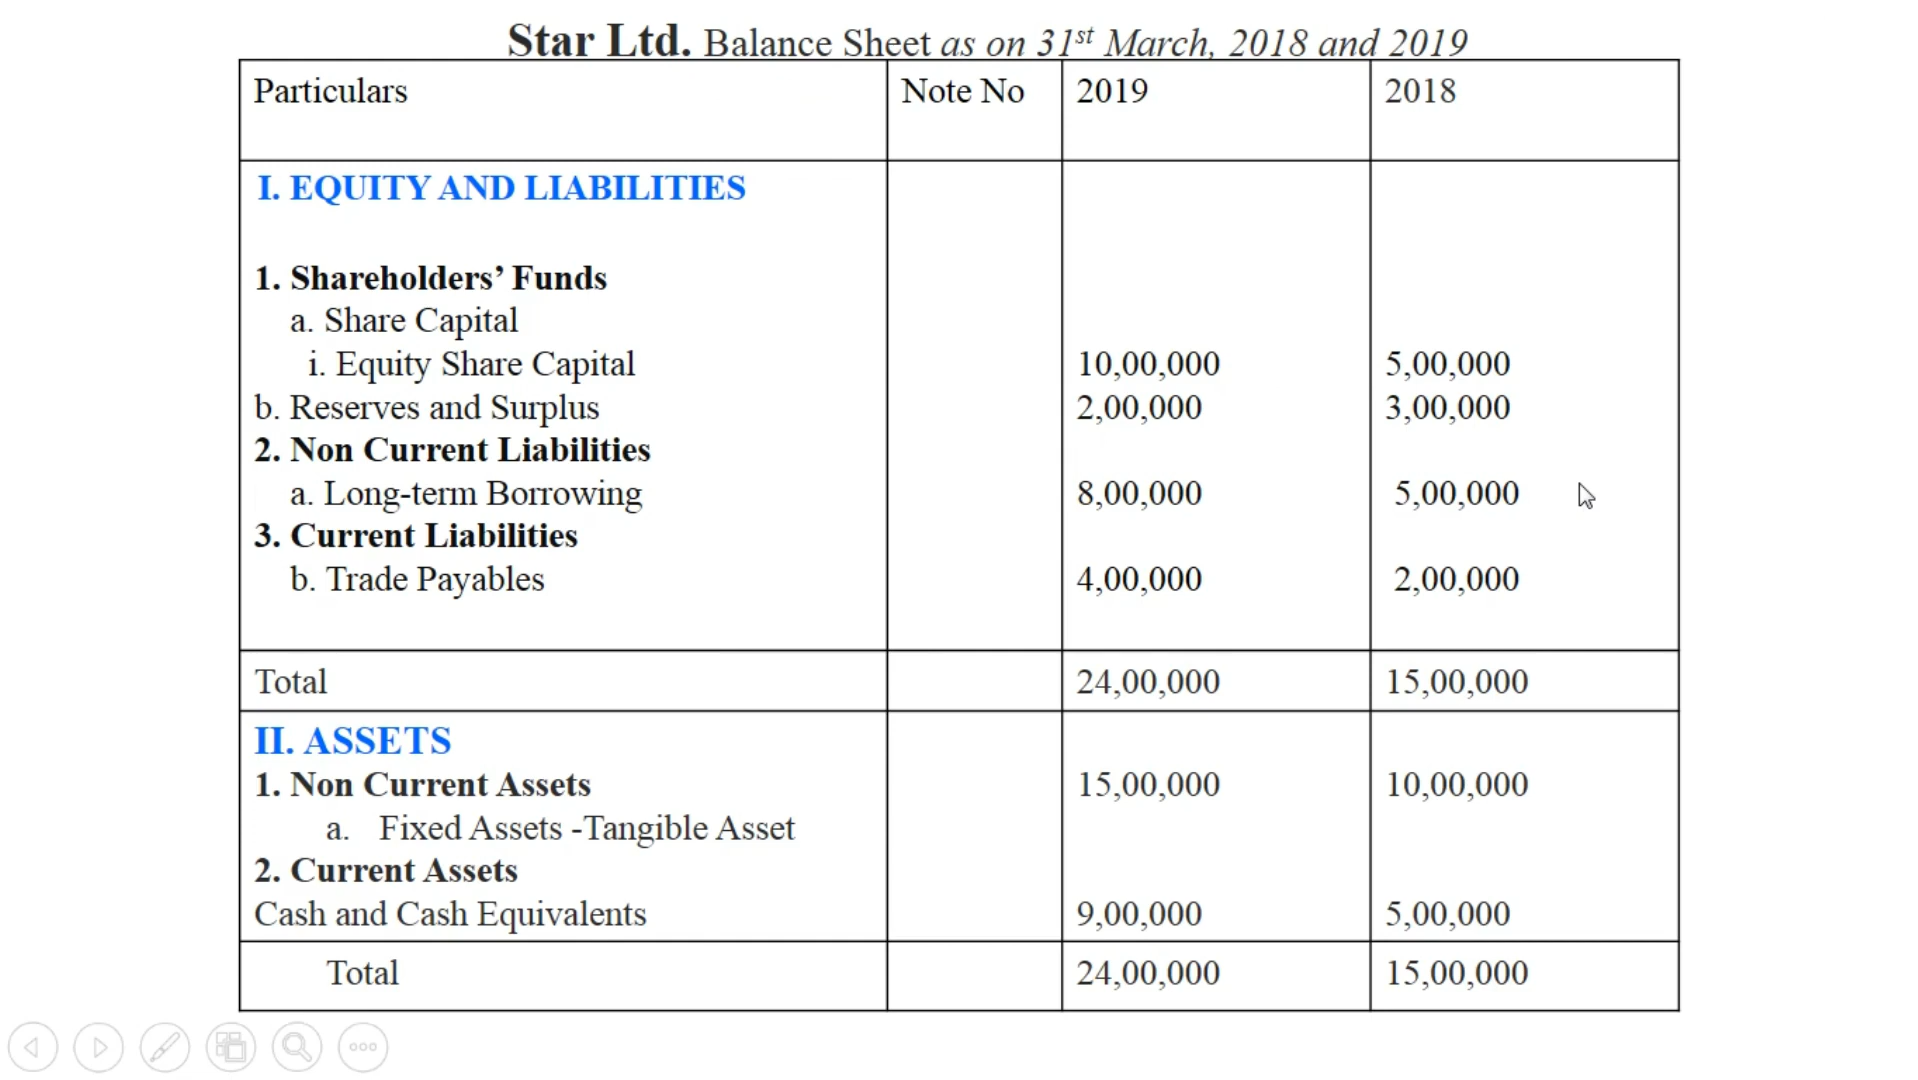 Star Ltd. Balance Sheet as on 31st March, 2018 and 2019
Particulars Note No 2019 2018
I. EQUITY AND LIABILITIES
1. Shareholders’ Funds
a. Share Capital
i. Equity Share Capital 10,00,000 5,00,000
b. Reserves and Surplus 2,00,000 3,00,000
2. Non Current Liabilities
a. Long-term Borrowing 8,00,000 5,00,000
3. Current Liabilities
b. Trade Payables 4,00,000 2,00,000
Total 24,00,000 15,00,000
II. ASSETS
1. Non Current Assets 15,00,000 10,00,000
a. Fixed Assets -Tangible Asset
2. Current Assets
Cash and Cash Equivalents 9,00,000 5,00,000
Total 24,00,000 15,00,000